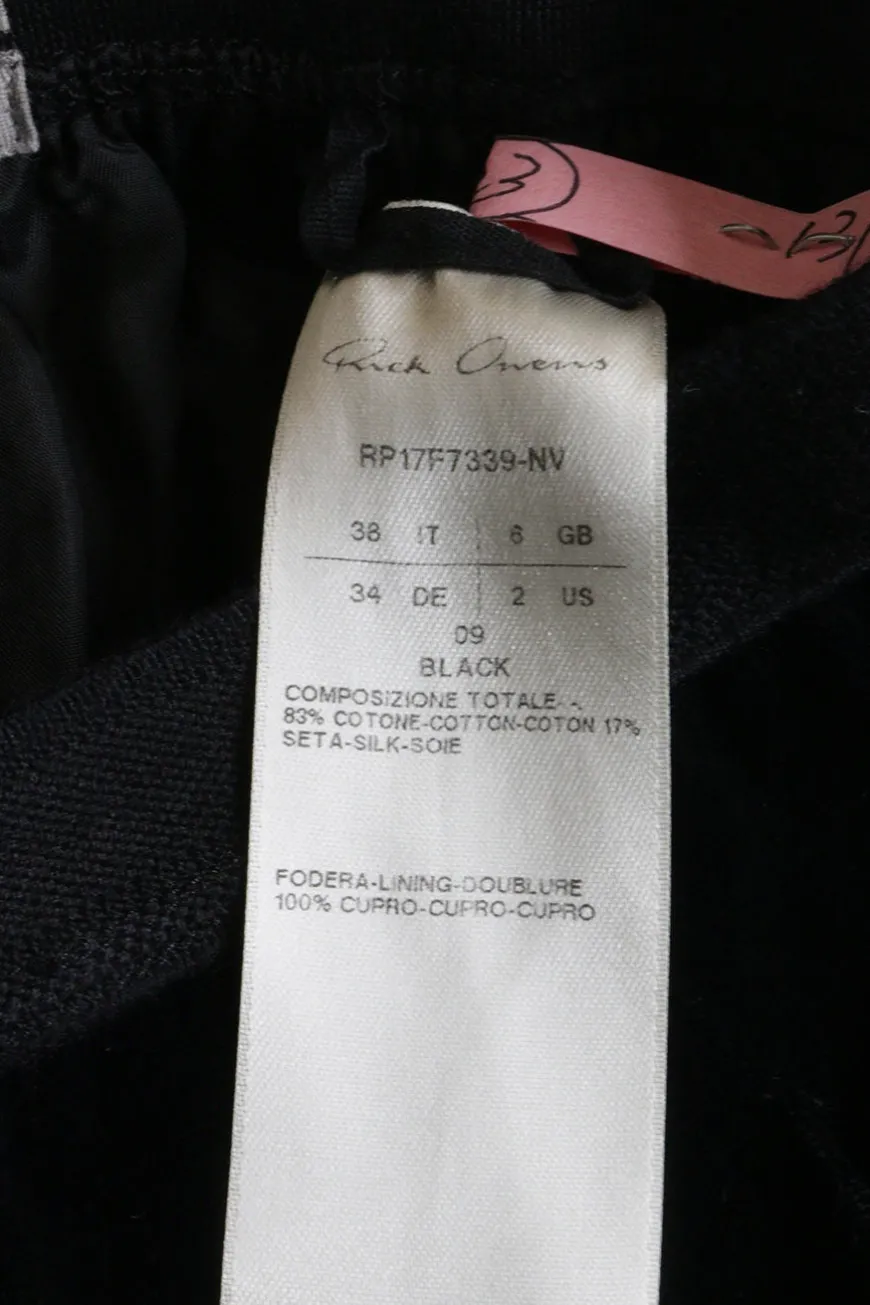 Rick Owens
RP17F7339-NV
38 IT 6 GB
34 DE 2 US
09
BLACK
COMPOSIZIONE TOTALE--.
83% COTONE-COTTON-COTON 17%
SETA-SILK-SOIE
FODERA-LINING-DOUBLURE
100% CUPRO-CUPRO-CUPRO